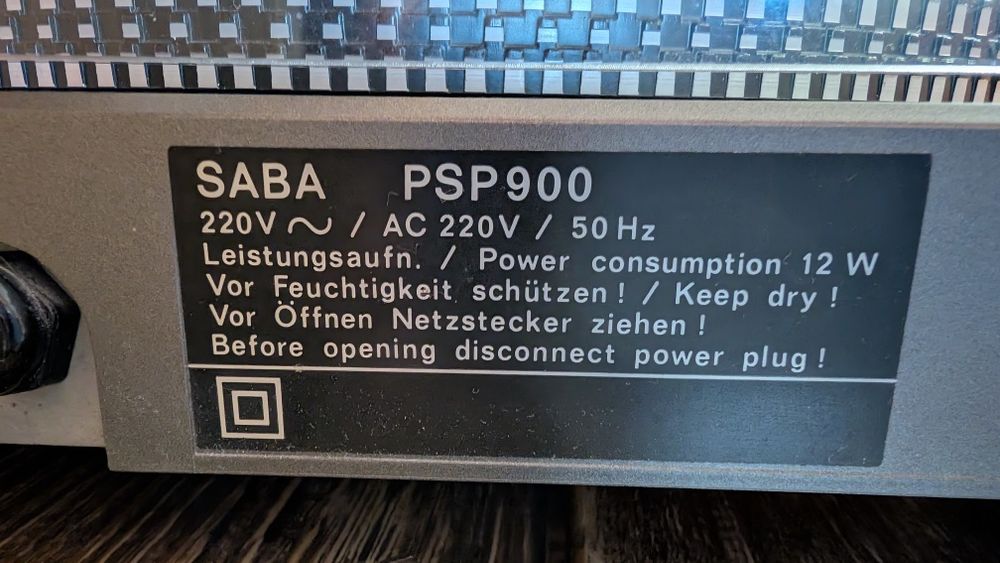 SABA PSP900
220V ~ / AC 220V / 50 Hz
Leistungsaufn. / Power consumption 12 W
Vor Feuchtigkeit schützen! / Keep dry!
Vor Öffnen Netzstecker ziehen!
Before opening disconnect power plug!